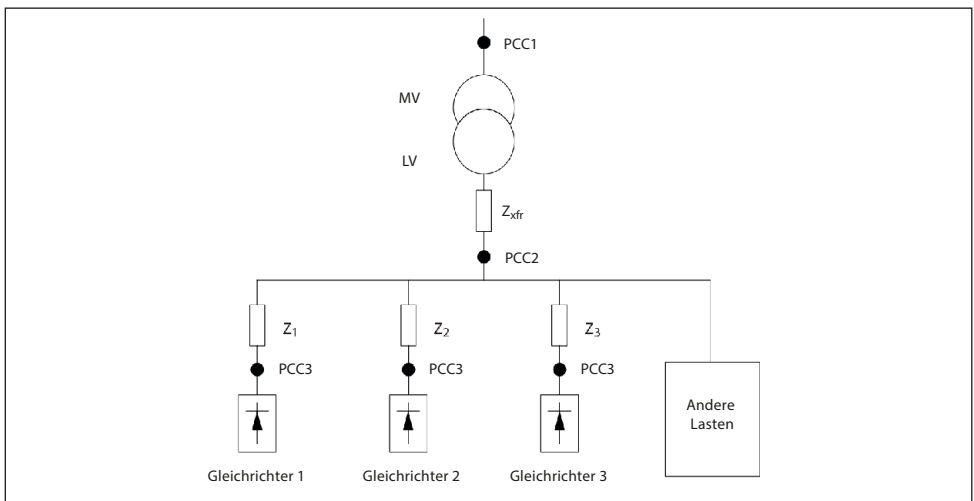 PCC1
MV
LV
Zxfr
PCC2
Z1
Z2
Z3
PCC3
PCC3
PCC3
Andere
Lasten
Gleichrichter 1
Gleichrichter 2
Gleichrichter 3